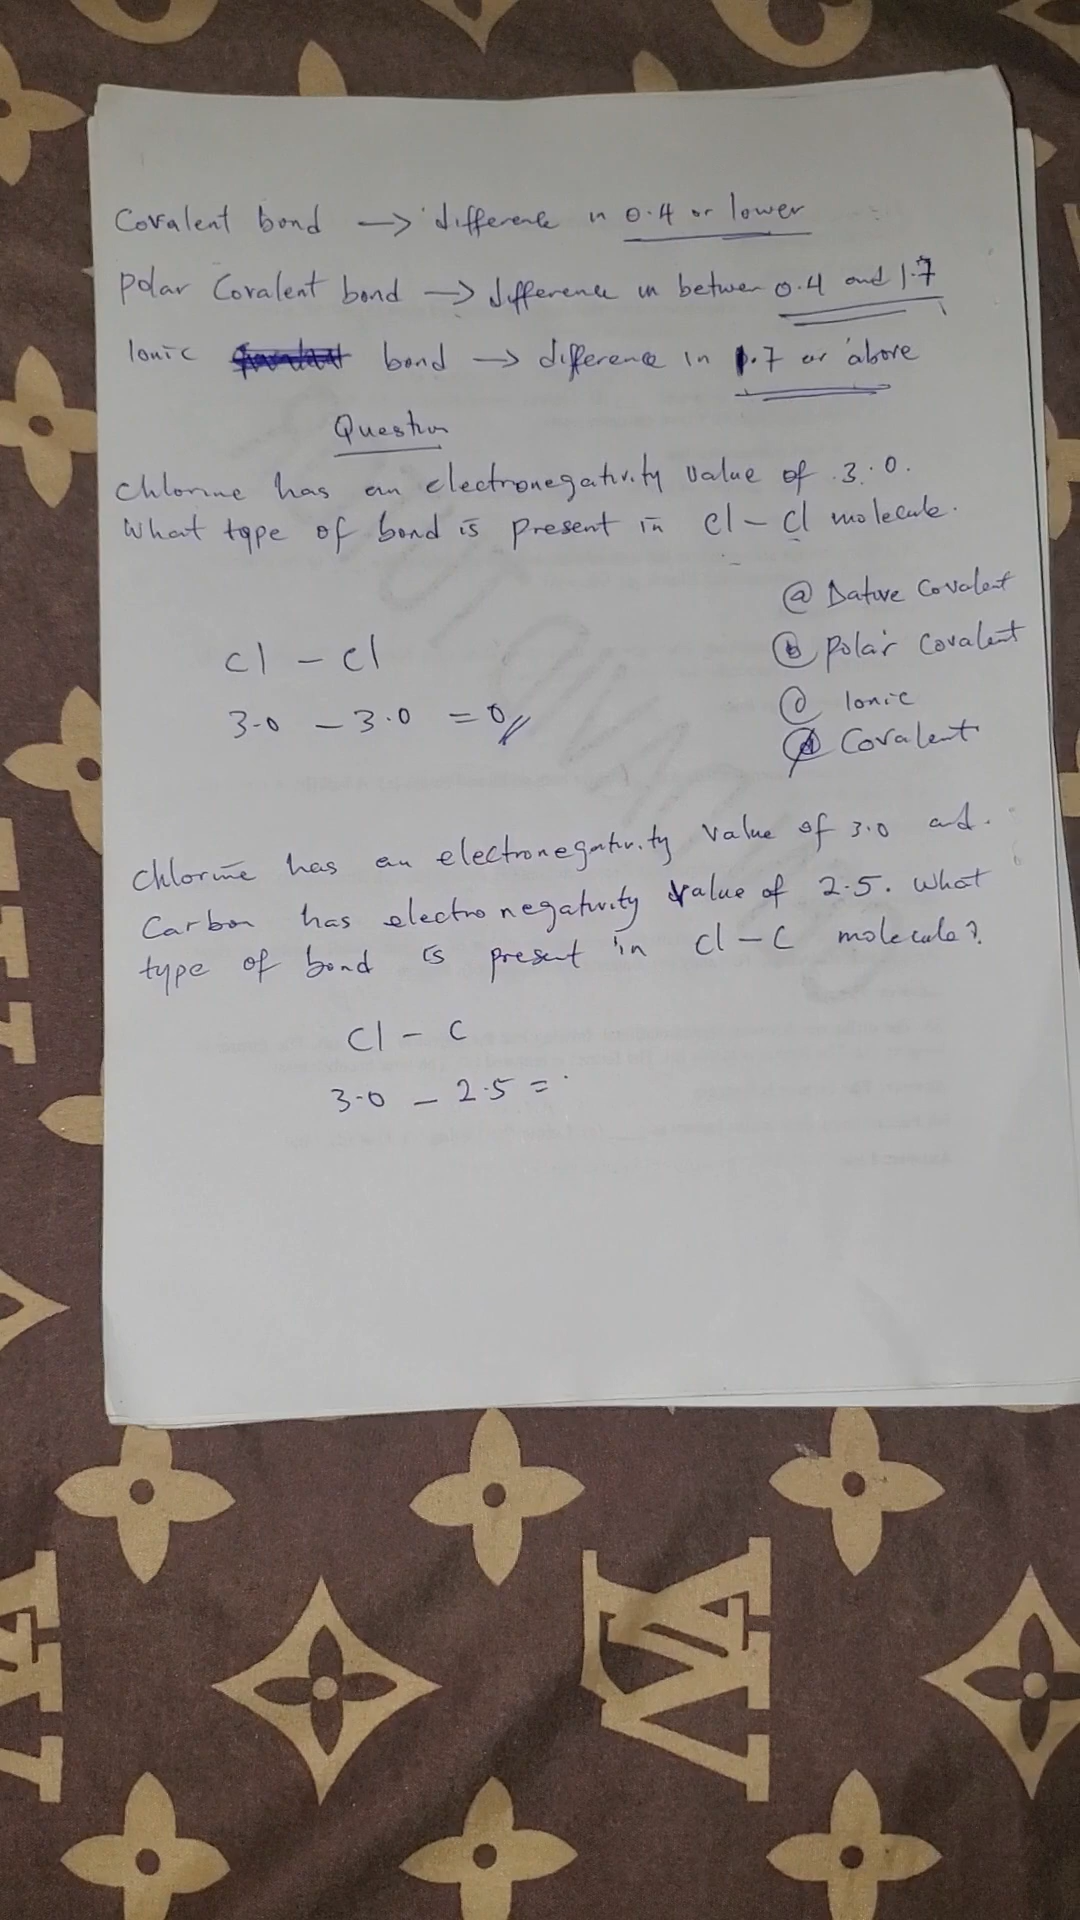 Covalent bond → difference in 0.4 or lower
Polar Covalent bond → difference in between 0.4 and 1.7
Ionic bond → difference in 1.7 or above
Question
Chlorine has an electronegativity value of 3.0.
What type of bond is present in Cl - Cl molecule.
(a) Dative Covalent
(b) Polar Covalent
(c) Ionic
(d) Covalent
Cl - Cl
3.0 - 3.0 = 0//
Chlorine has an electronegativity value of 3.0 and
Carbon has electronegativity value of 2.5. What
type of bond is present in Cl - C molecule?
Cl - C
3.0 - 2.5 =